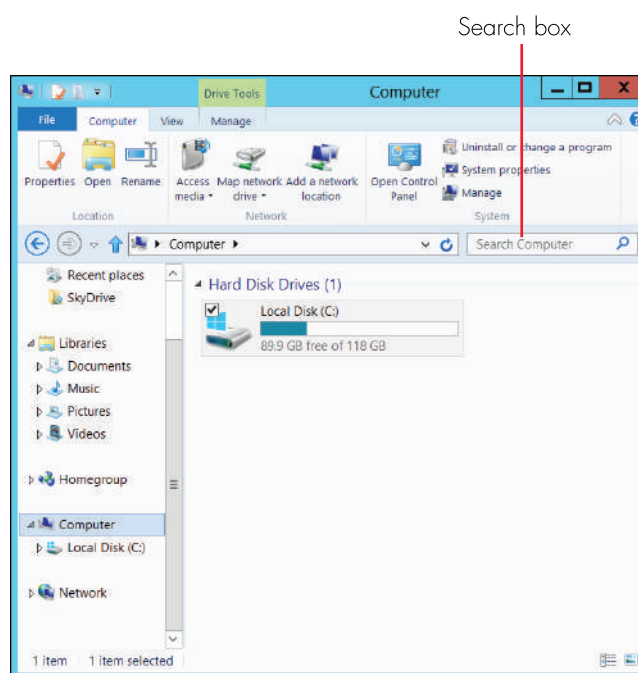 Search box
Drive Tools
Computer
File Computer View Manage
Properties Open Rename
Access media
Map network drive
Add a network location
Open Control Panel
Uninstall or change a program
System properties
Manage
Location Network System
Computer
Search Computer
Recent places
SkyDrive
Libraries
Documents
Music
Pictures
Videos
Homegroup
Computer
Local Disk (C:)
Network
Hard Disk Drives (1)
Local Disk (C:)
89.9 GB free of 118 GB
1 item 1 item selected